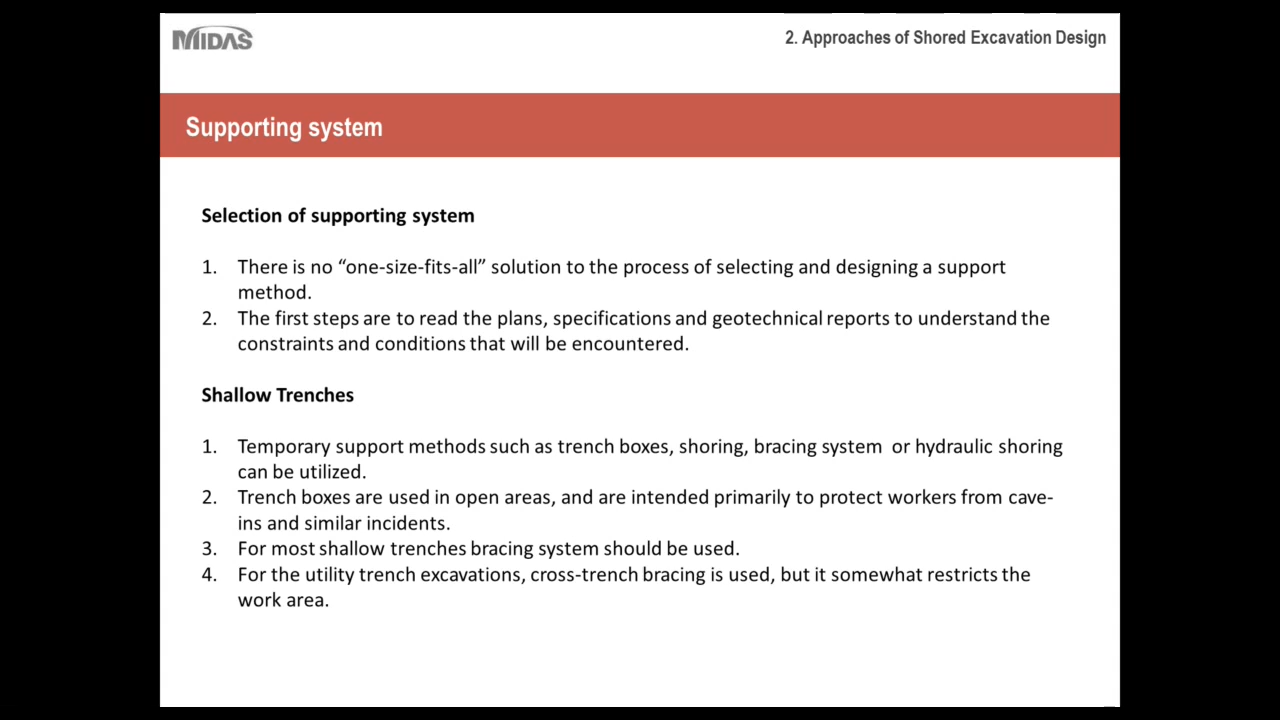 MIDAS
2. Approaches of Shored Excavation Design
Supporting system
Selection of supporting system
1. There is no “one-size-fits-all” solution to the process of selecting and designing a support
method.
2. The first steps are to read the plans, specifications and geotechnical reports to understand the
constraints and conditions that will be encountered.
Shallow Trenches
1. Temporary support methods such as trench boxes, shoring, bracing system or hydraulic shoring
can be utilized.
2. Trench boxes are used in open areas, and are intended primarily to protect workers from cave-
ins and similar incidents.
3. For most shallow trenches bracing system should be used.
4. For the utility trench excavations, cross-trench bracing is used, but it somewhat restricts the
work area.